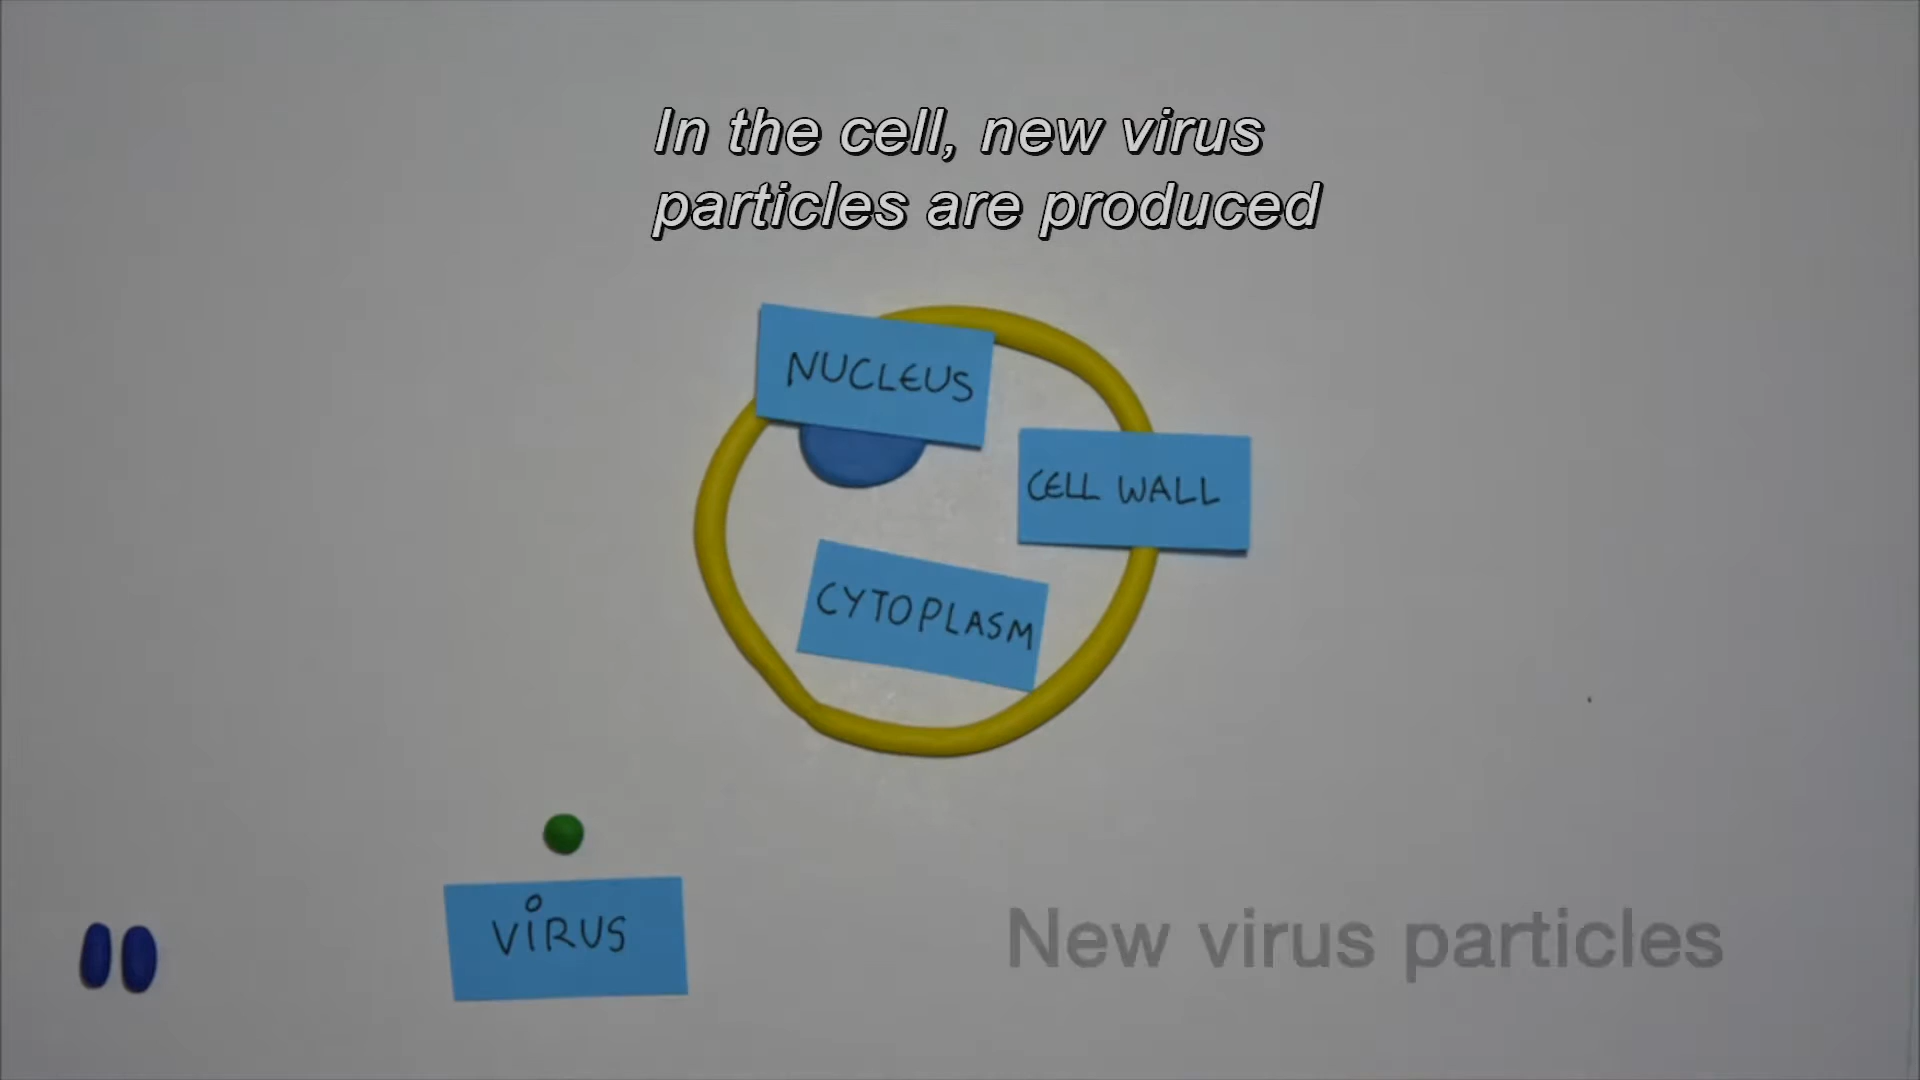 In the cell, new virus
particles are produced
NUCLEUS
CELL WALL
CYTOPLASM
VIRUS
New virus particles